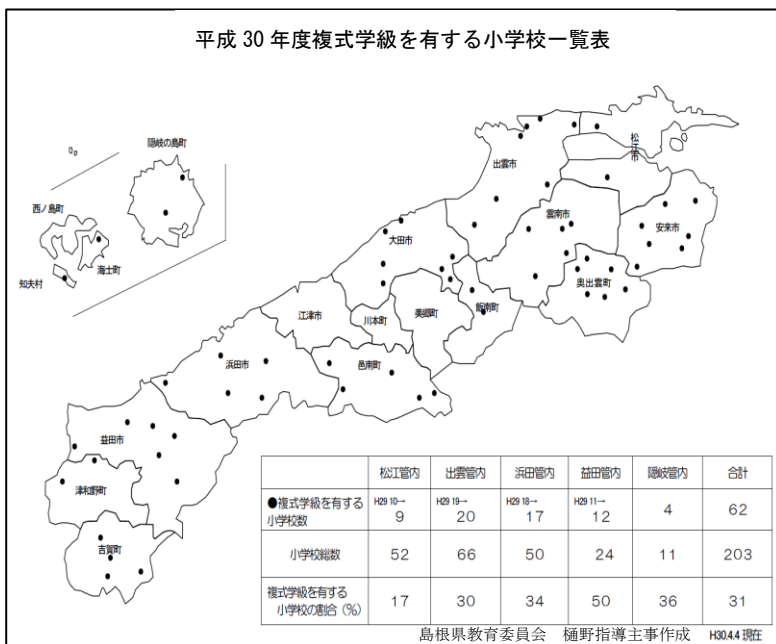 平成 30 年度複式学級を有する小学校一覧表
隠岐の島町
西ノ島町
海士町
知夫村
松江市
出雲市
雲南市
安来市
大田市
奥出雲町
飯南町
美郷町
川本町
江津市
邑南町
浜田市
益田市
津和野町
吉賀町
松江管内 出雲管内 浜田管内 益田管内 隠岐管内 合計
●複式学級を有する小学校数 H29 10→ 9 H29 19→ 20 H29 18→ 17 H29 11→ 12 4 62
小学校総数 52 66 50 24 11 203
複式学級を有する小学校の割合（%） 17 30 34 50 36 31
島根県教育委員会 樋野指導主事作成 H30.4.4 現在